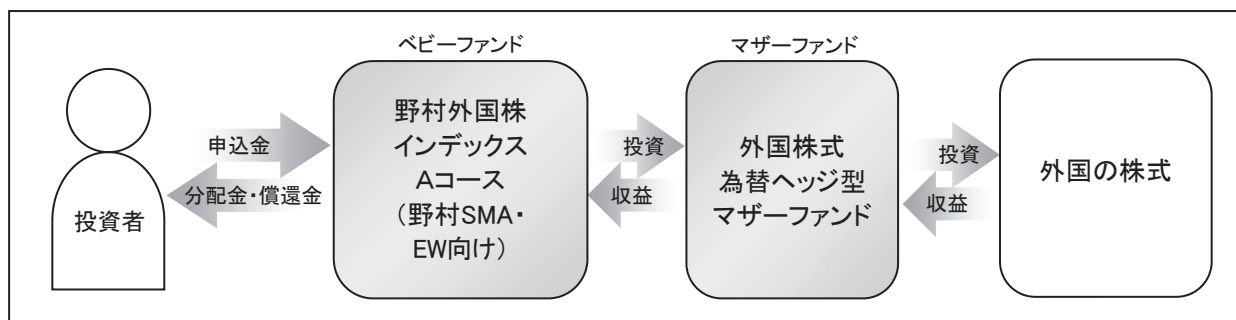 ベビーファンド
マザーファンド
投資者
申込金
分配金・償還金
野村外国株
インデックス
Aコース
（野村SMA・
EW向け）
投資
収益
外国株式
為替ヘッジ型
マザーファンド
投資
収益
外国の株式